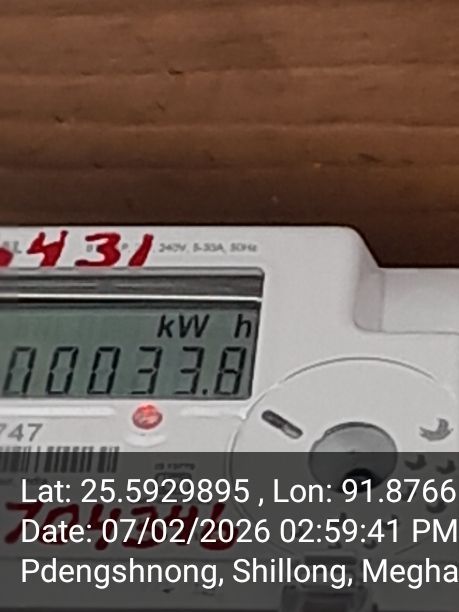 431
240V, 5-30A, 50Hz
kW h
00033.8
747
Lat: 25.5929895 , Lon: 91.8766
Date: 07/02/2026 02:59:41 PM
Pdengshnong, Shillong, Megha